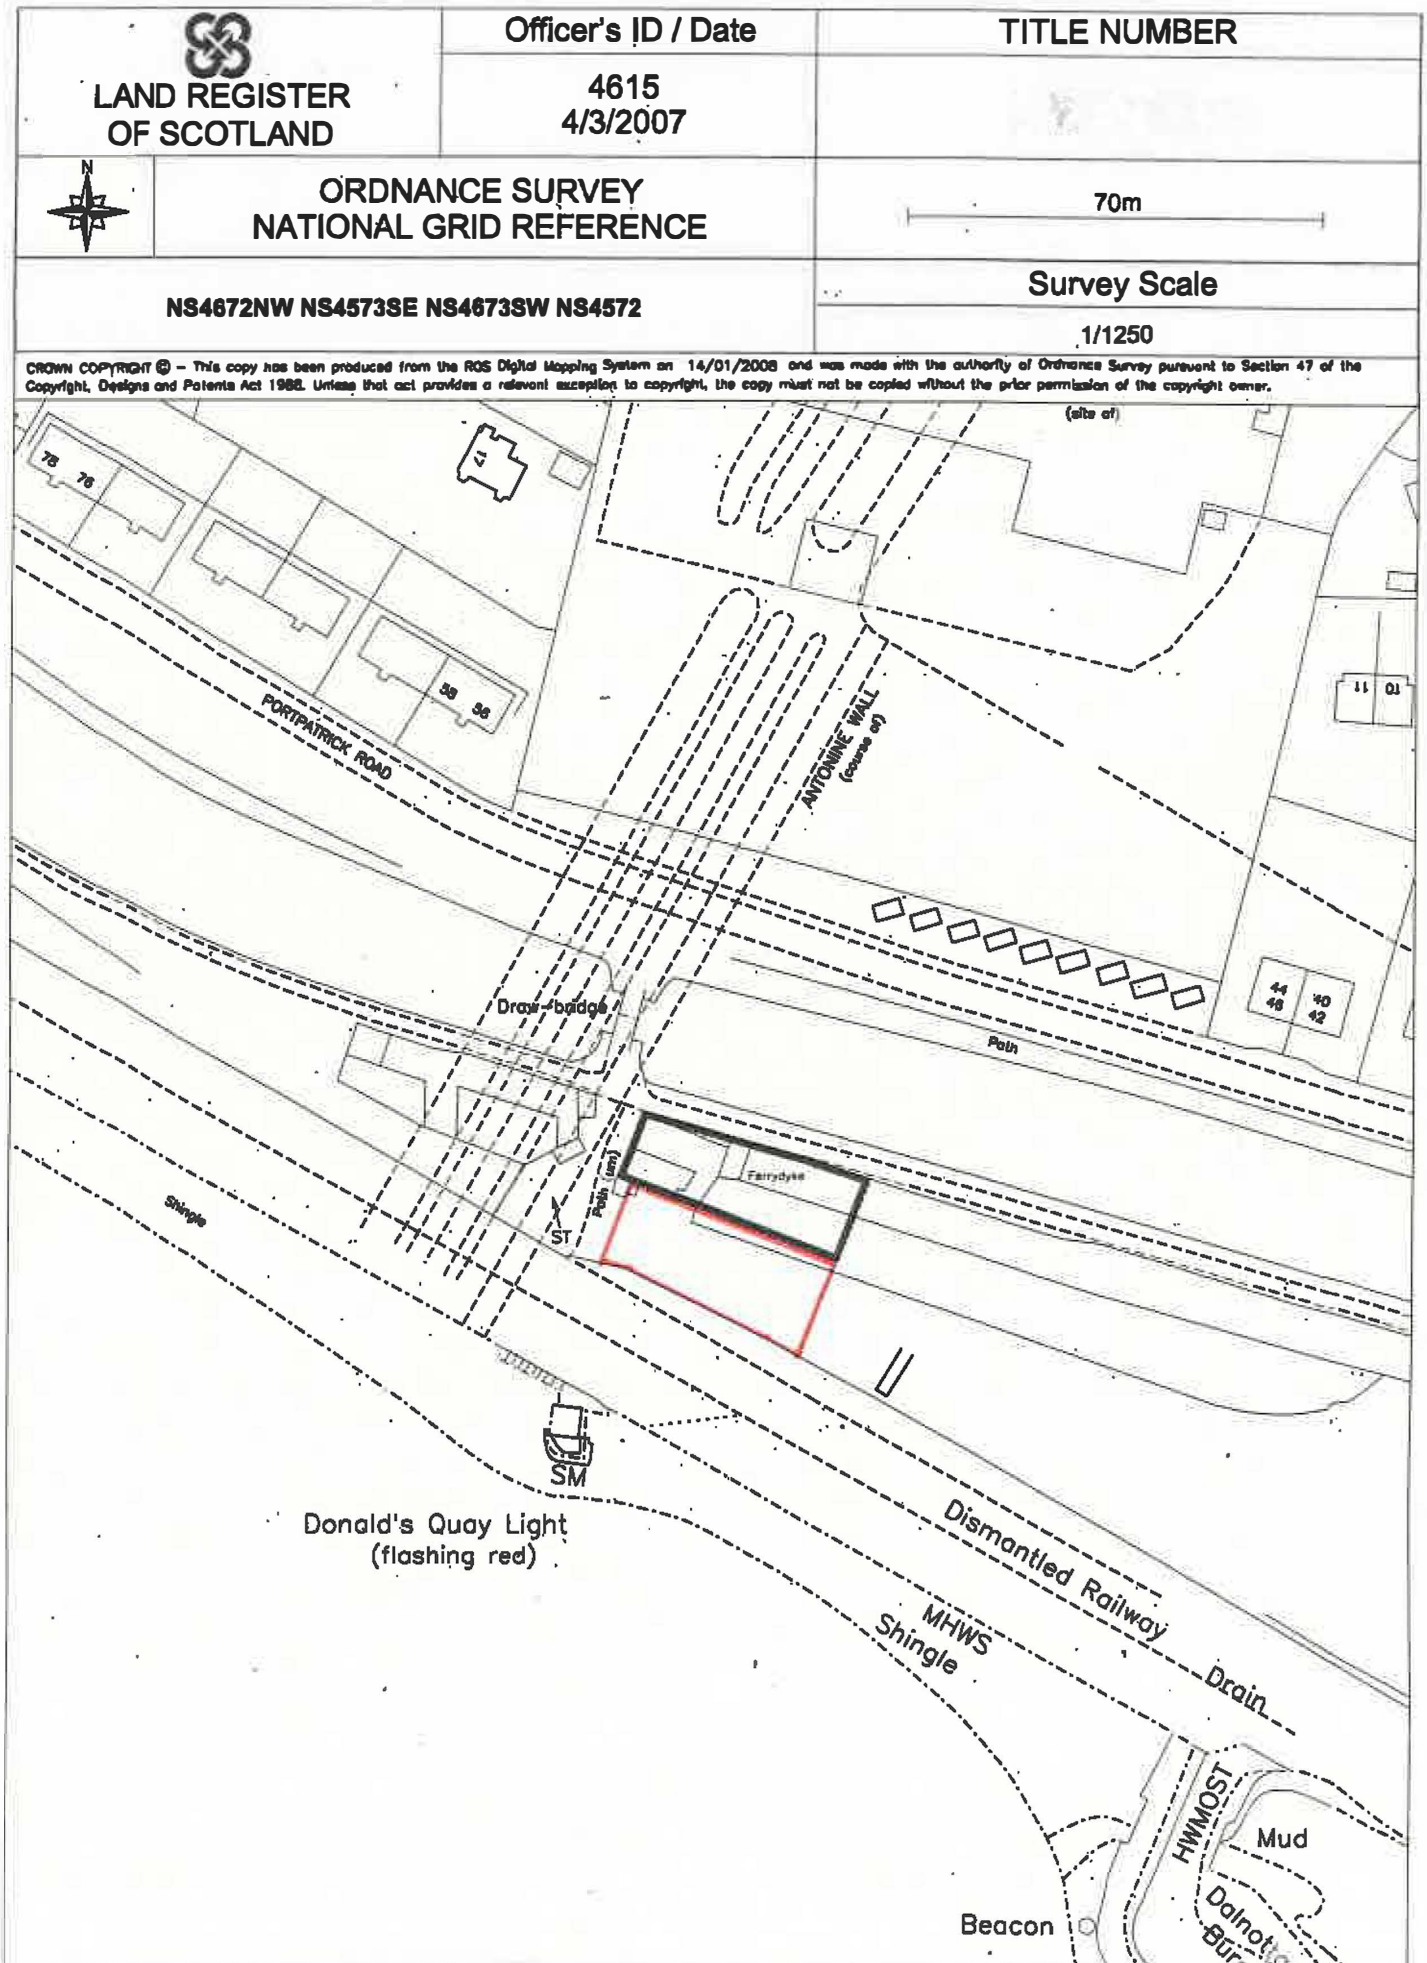 LAND REGISTER
OF SCOTLAND
Officer's ID / Date
4615
4/3/2007
TITLE NUMBER
N
ORDNANCE SURVEY
NATIONAL GRID REFERENCE
70m
NS4672NW NS4573SE NS4673SW NS4572
Survey Scale
1/1250
CROWN COPYRIGHT © – This copy has been produced from the ROS Digital Mapping System on 14/01/2008 and was made with the authority of Ordnance Survey pursuant to Section 47 of the
Copyright, Designs and Patents Act 1988. Unless that act provides a relevant exception to copyright, the copy must not be copied without the prior permission of the copyright owner.
(site of)
78
76
17
58
56
PORTPATRICK ROAD
ANTONINE WALL
(course of)
11
10
44
46
40
42
Draw-bridge
Path
Path (um)
Ferrydyke
ST
Shingle
SM
Donald's Quay Light
(flashing red)
Dismantled Railway
MHWS
Shingle
Drain
HWMOST
Mud
Beacon